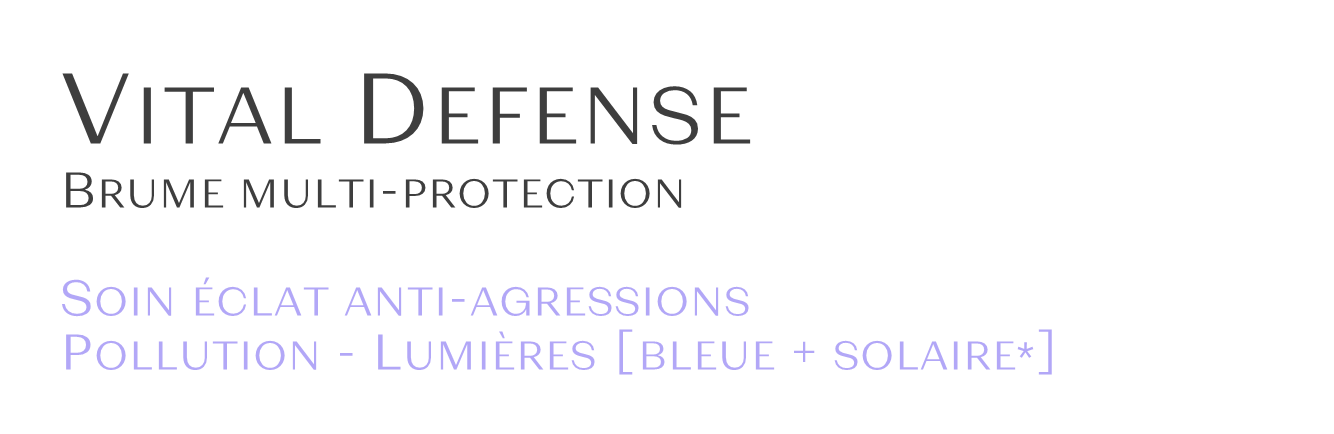 Vital Defense
Brume multi-protection
Soin éclat anti-agressions
Pollution - Lumières [bleue + solaire*]